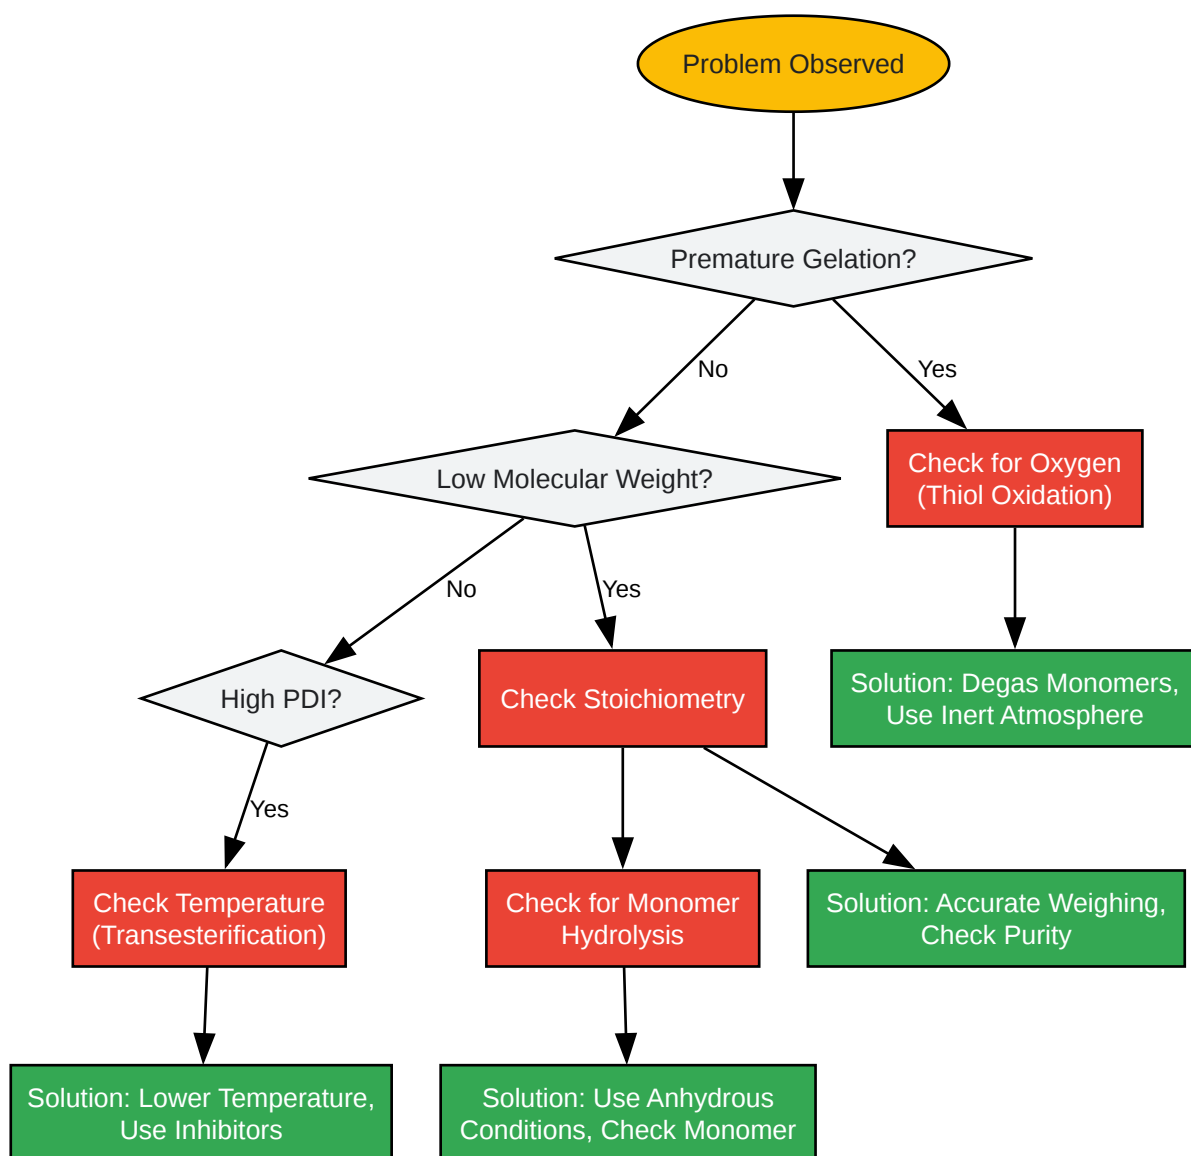 Problem Observed
Premature Gelation?
No
Yes
Low Molecular Weight?
Check for Oxygen
(Thiol Oxidation)
No
Yes
High PDI?
Check Stoichiometry
Solution: Degas Monomers,
Use Inert Atmosphere
Yes
Check Temperature
(Transesterification)
Check for Monomer
Hydrolysis
Solution: Accurate Weighing,
Check Purity
Solution: Lower Temperature,
Use Inhibitors
Solution: Use Anhydrous
Conditions, Check Monomer